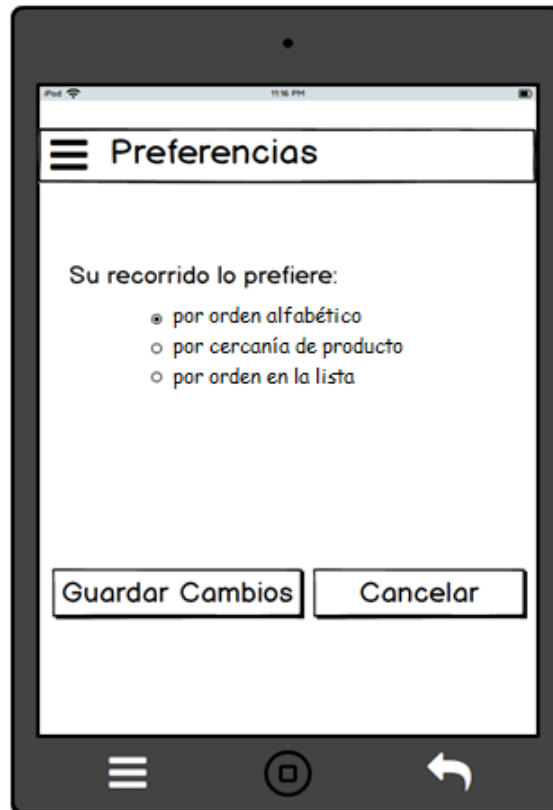 iPod 11:16 PM
Preferencias
Su recorrido lo prefiere:
por orden alfabético
por cercanía de producto
por orden en la lista
Guardar Cambios Cancelar